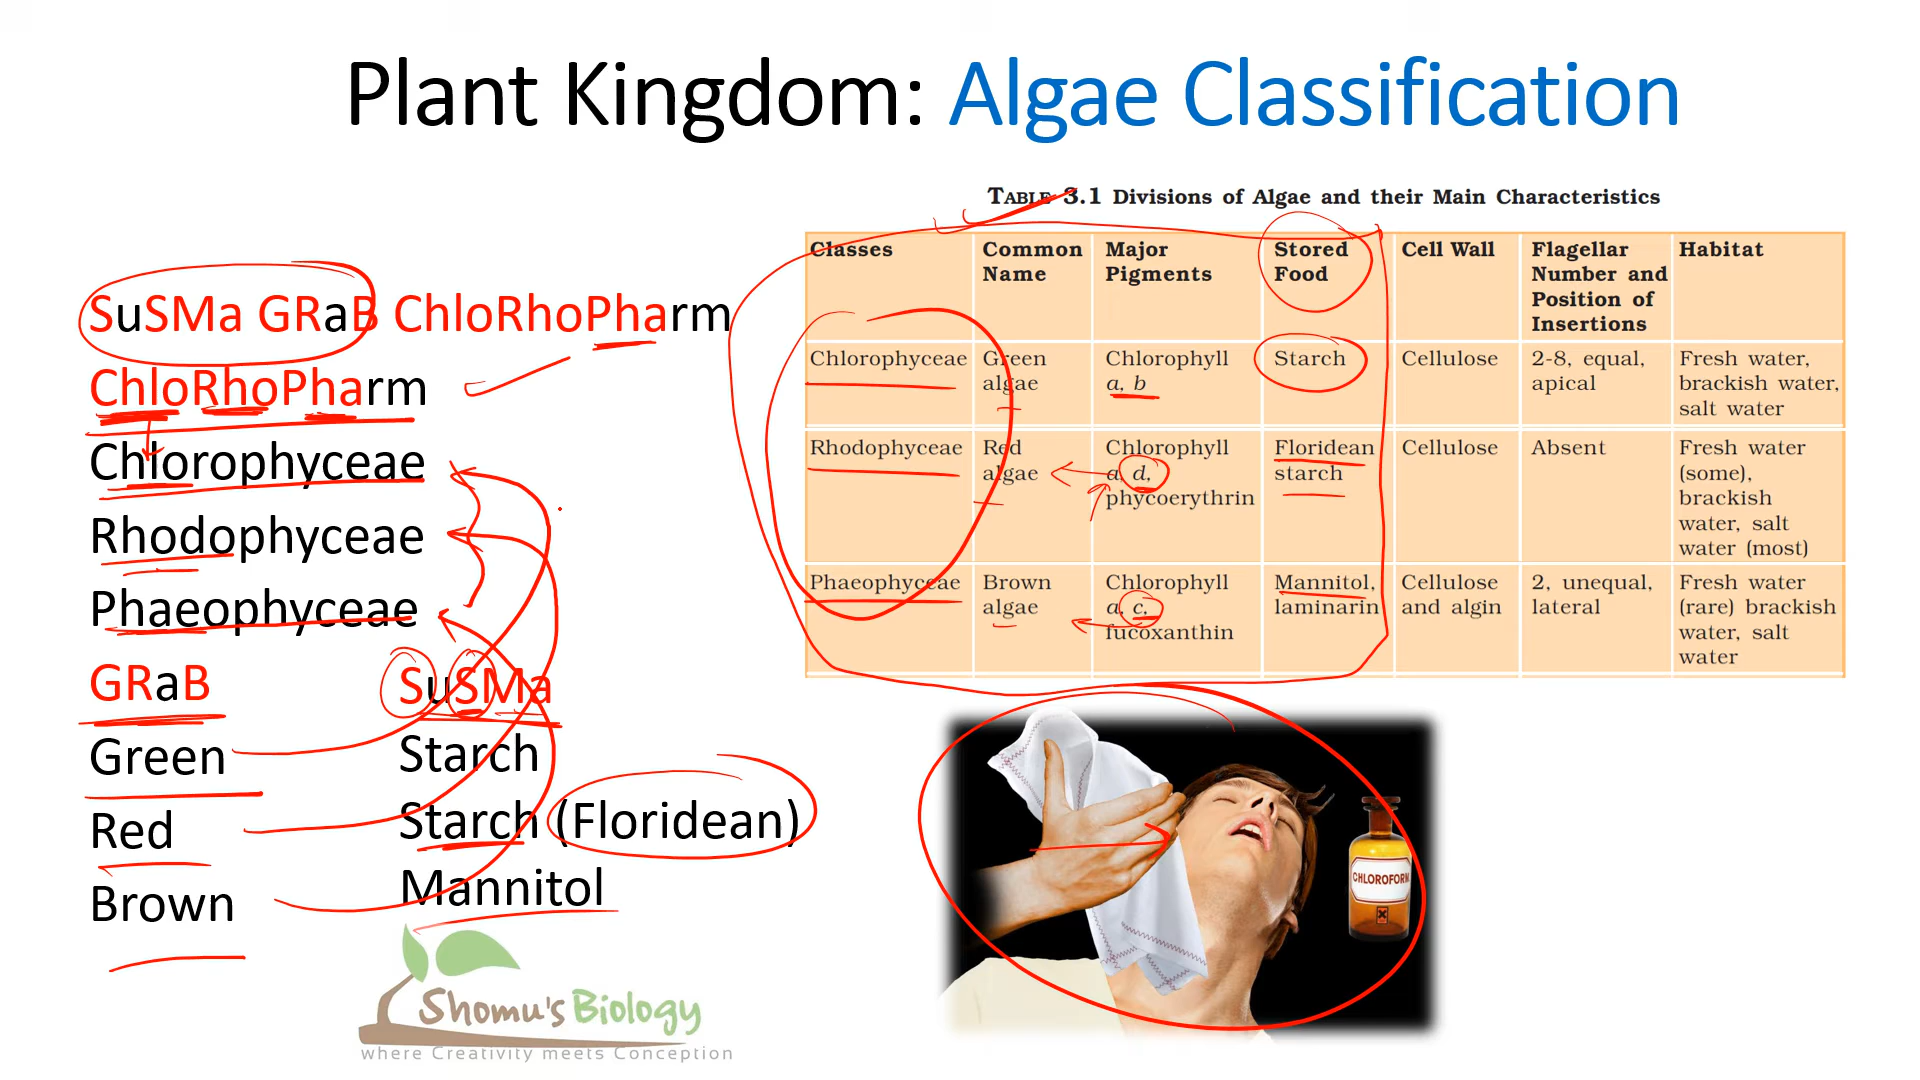 Plant Kingdom: Algae Classification
TABLE 3.1 Divisions of Algae and their Main Characteristics
SuSMa GRaB ChloRhoPharm
ChloRhoPharm
Chlorophyceae
Rhodophyceae
Phaeophyceae
GRaB
Green
Red
Brown
SuSMa
Starch
Starch (Floridean)
Mannitol
Classes
Common
Name
Major
Pigments
Stored
Food
Cell Wall
Flagellar
Number and
Position of
Insertions
Habitat
Chlorophyceae
Green
algae
Chlorophyll
a, b
Starch
Cellulose
2-8, equal,
apical
Fresh water,
brackish water,
salt water
Rhodophyceae
Red
algae
Chlorophyll
a, d,
phycoerythrin
Floridean
starch
Cellulose
Absent
Fresh water
(some),
brackish
water, salt
water (most)
Phaeophyceae
Brown
algae
Chlorophyll
a, c,
fucoxanthin
Mannitol,
laminarin
Cellulose
and algin
2, unequal,
lateral
Fresh water
(rare) brackish
water, salt
water
CHLOROFORM
Shomu's Biology
where Creativity meets Conception